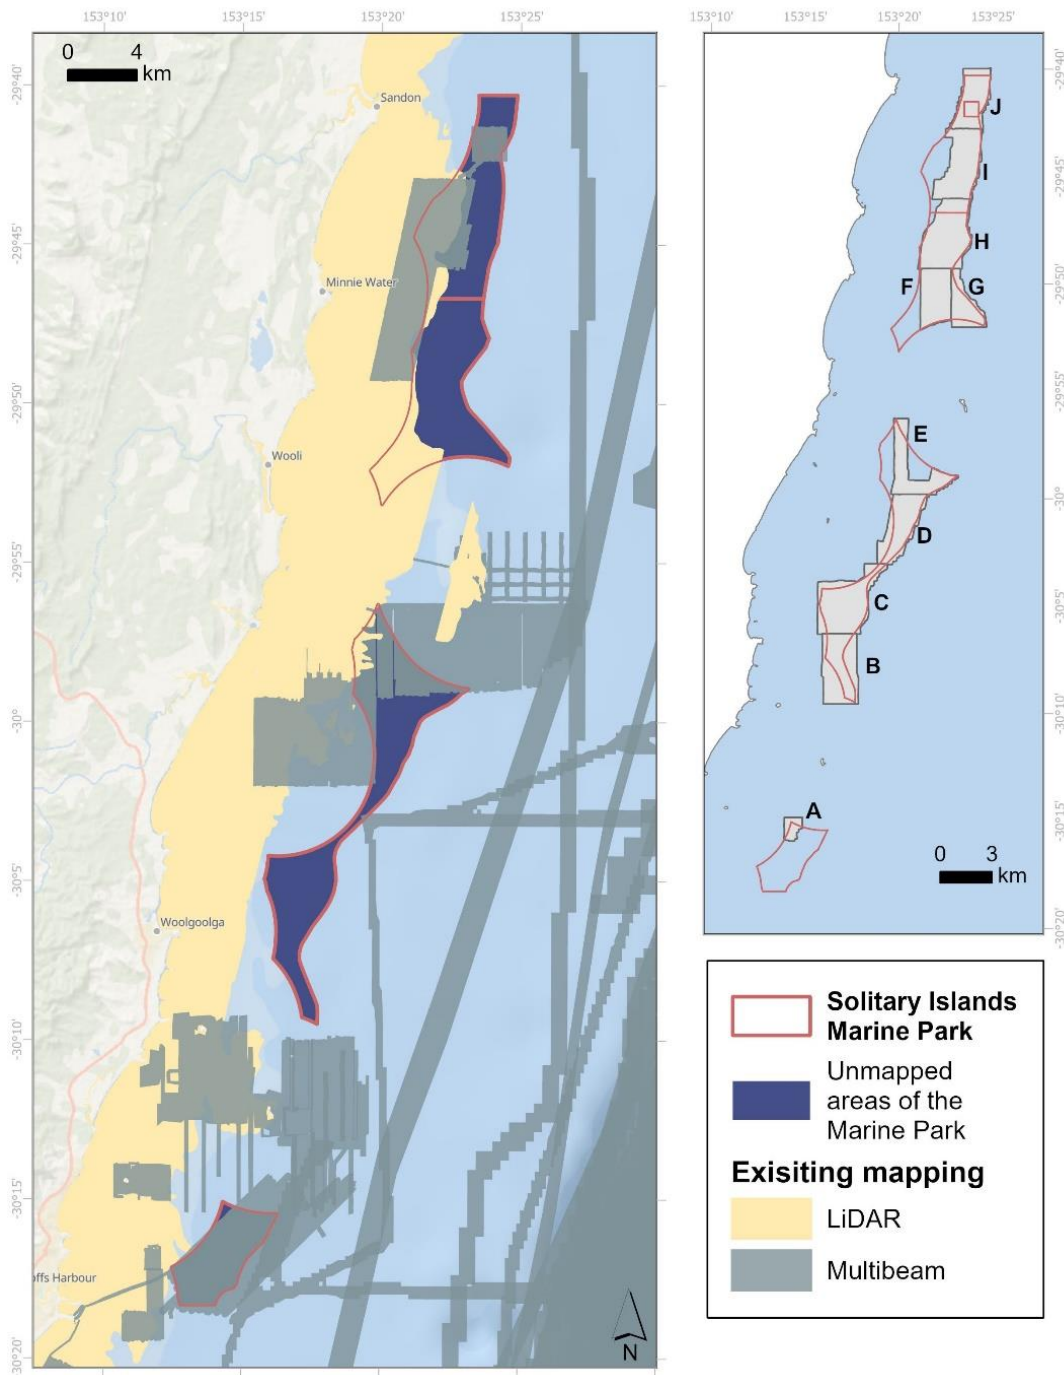 153°10'
153°15'
153°20'
153°25'
153°10'
153°15'
153°20'
153°25'
0 4
km
-29°40'
-29°45'
-29°50'
-29°55'
-30°
-30°5'
-30°10'
-30°15'
-30°20'
Sandon
Minnie Water
Wooli
Woolgoolga
offs Harbour
N
J
I
H
F
G
E
D
C
B
A
0 3
km
-29°40'
-29°45'
-29°50'
-29°55'
-30°
-30°5'
-30°10'
-30°15'
-30°20'
Solitary Islands
Marine Park
Unmapped
areas of the
Marine Park
Exisiting mapping
LiDAR
Multibeam